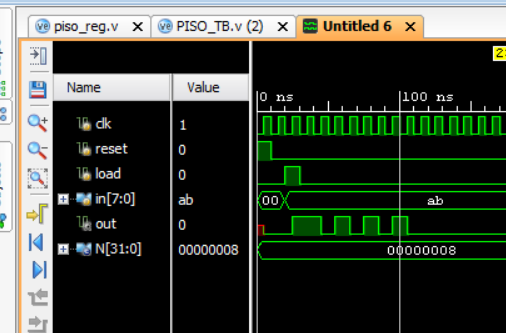 piso_reg.v PISO_TB.v (2) Untitled 6
Name Value
0 ns 100 ns
clk 1
reset 0
load 0
in[7:0] ab 00 ab
out 0
N[31:0] 00000008 00000008